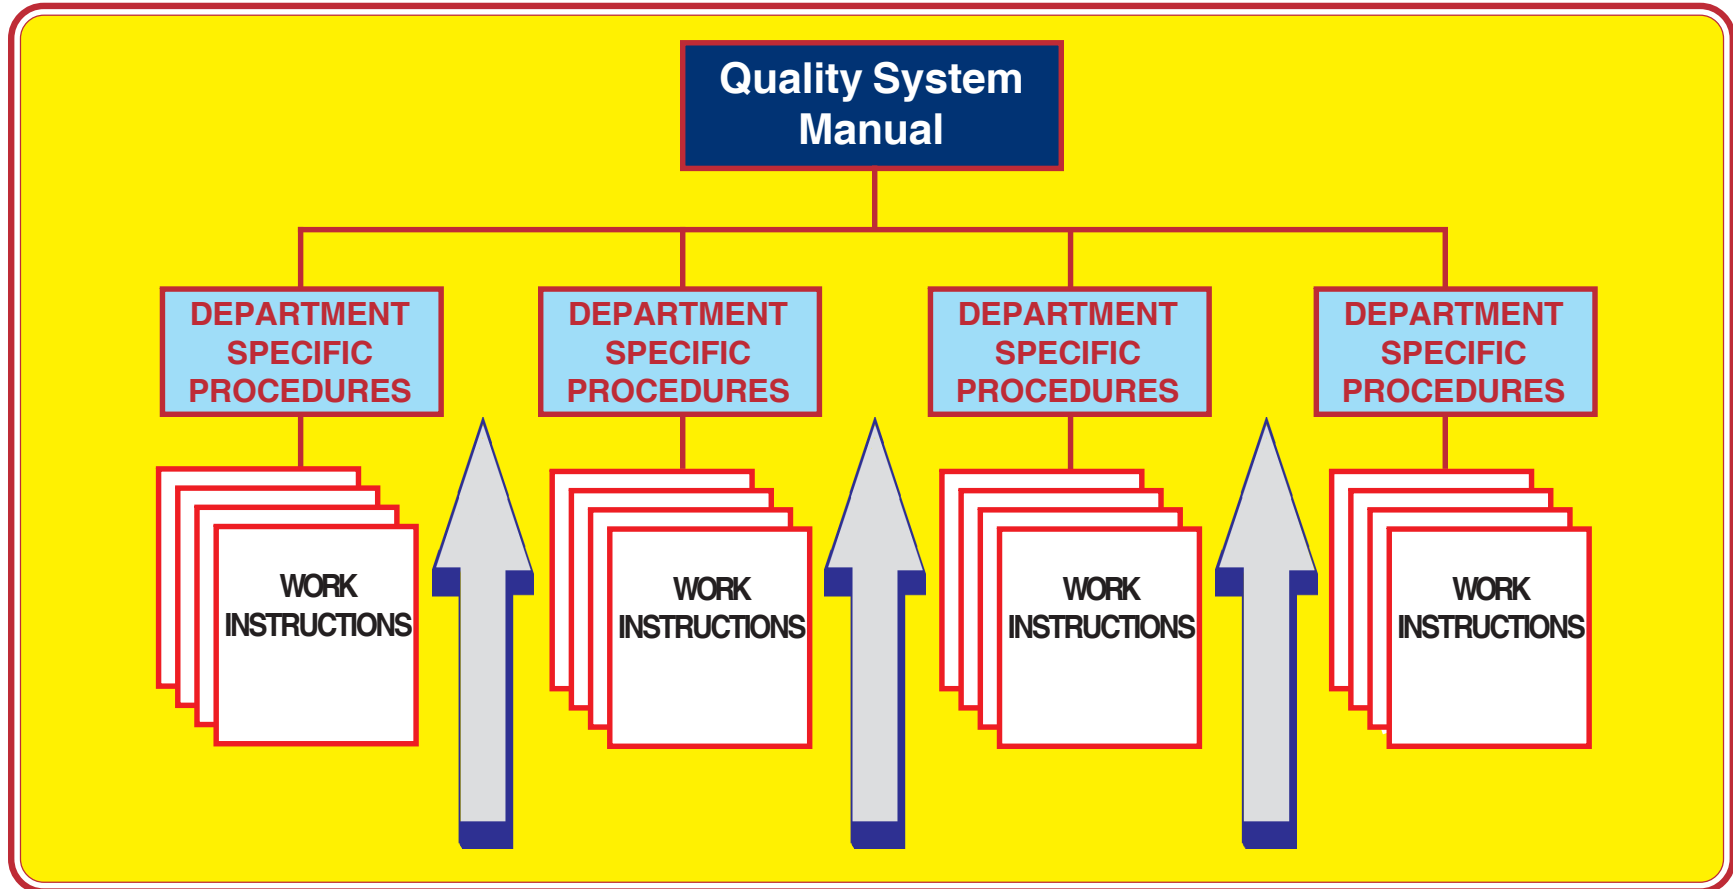 Quality System
Manual
DEPARTMENT
SPECIFIC
PROCEDURES
DEPARTMENT
SPECIFIC
PROCEDURES
DEPARTMENT
SPECIFIC
PROCEDURES
DEPARTMENT
SPECIFIC
PROCEDURES
WORK
INSTRUCTIONS
WORK
INSTRUCTIONS
WORK
INSTRUCTIONS
WORK
INSTRUCTIONS